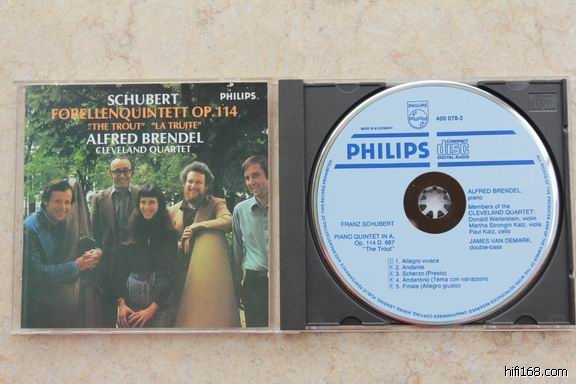 SCHUBERT
FORELLENQUINTETT OP. 114
"THE TROUT" "LA TRUITE"
ALFRED BRENDEL
CLEVELAND QUARTET
PHILIPS
PHILIPS
MADE IN W. GERMANY
400 078-2
PHILIPS
COMPACT
disc
DIGITAL AUDIO
ALFRED BRENDEL,
piano
Members of the
CLEVELAND QUARTET:
Donald Weilerstein, violin
Martha Strongin Katz, viola
Paul Katz, cello
JAMES VAN DEMARK,
double-bass
FRANZ SCHUBERT
PIANO QUINTET IN A,
Op. 114 D. 667
"The Trout"
1. Allegro vivace
2. Andante
3. Scherzo (Presto)
4. Andantino (Tema con variazioni)
5. Finale (Allegro giusto)
hifi168.com